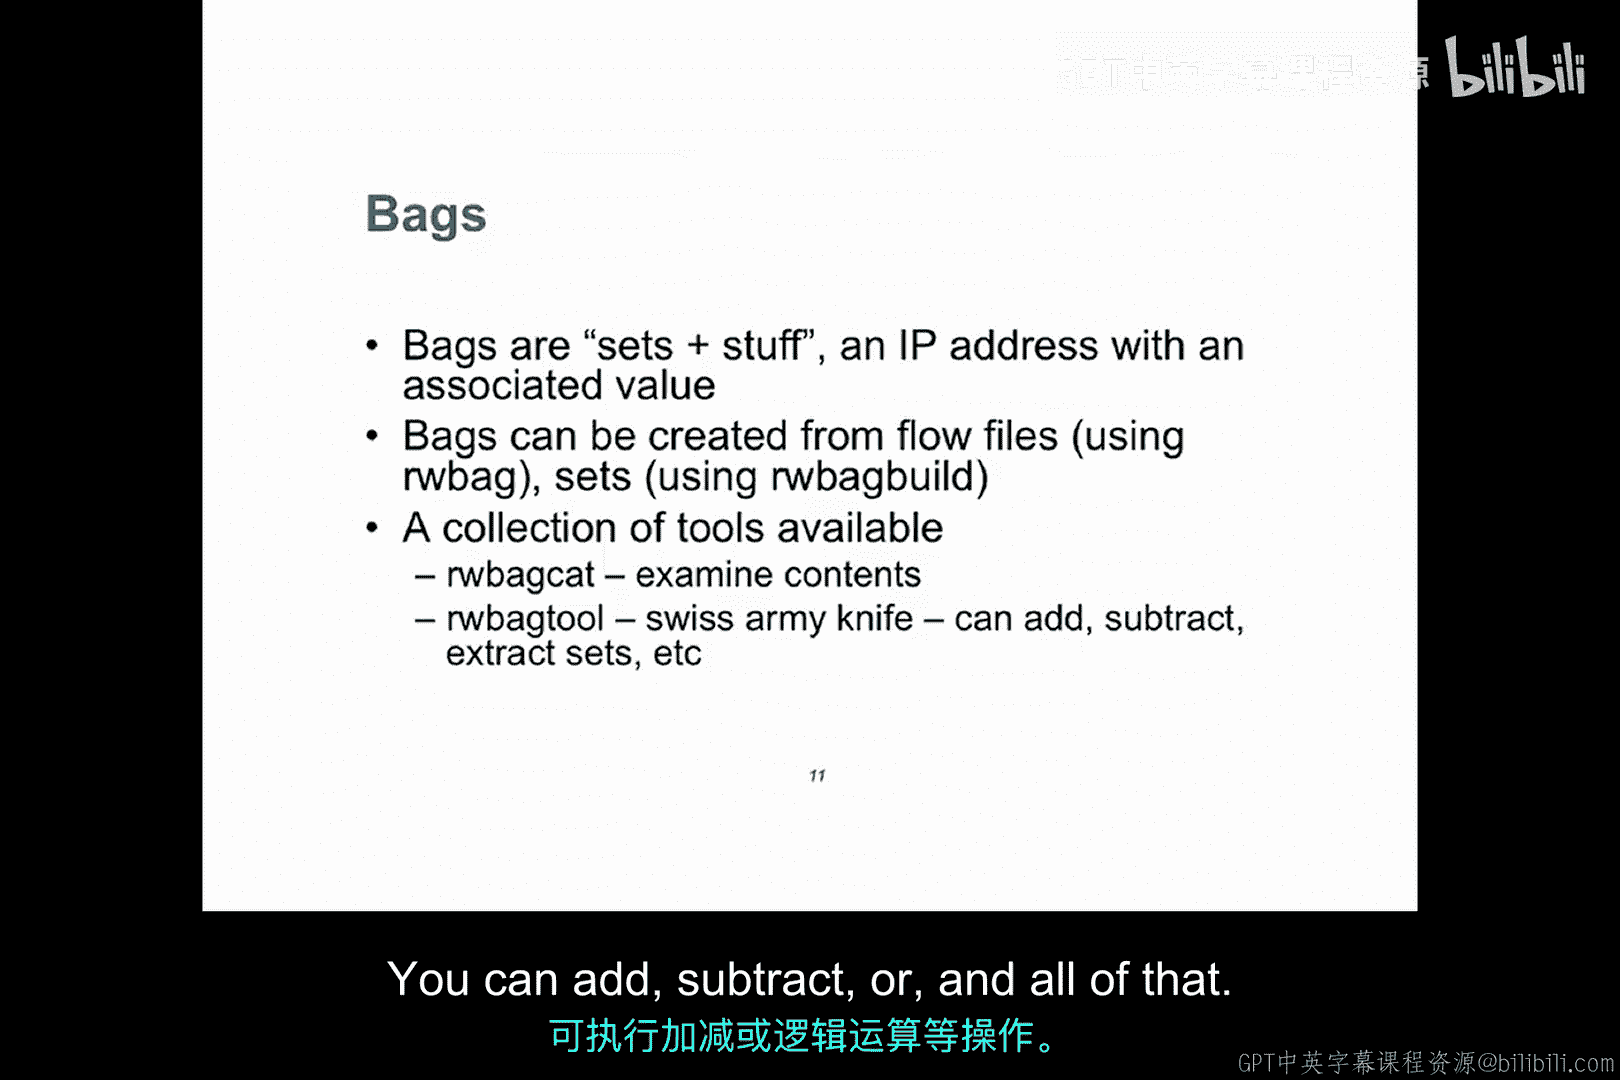 bilibili
Bags
• Bags are “sets + stuff”, an IP address with an
associated value
• Bags can be created from flow files (using
rwbag), sets (using rwbagbuild)
• A collection of tools available
– rwbagcat – examine contents
– rwbagtool – swiss army knife – can add, subtract,
extract sets, etc
11
You can add, subtract, or, and all of that.
可执行加减或逻辑运算等操作。
GPT中英字幕课程资源@bilibili.com